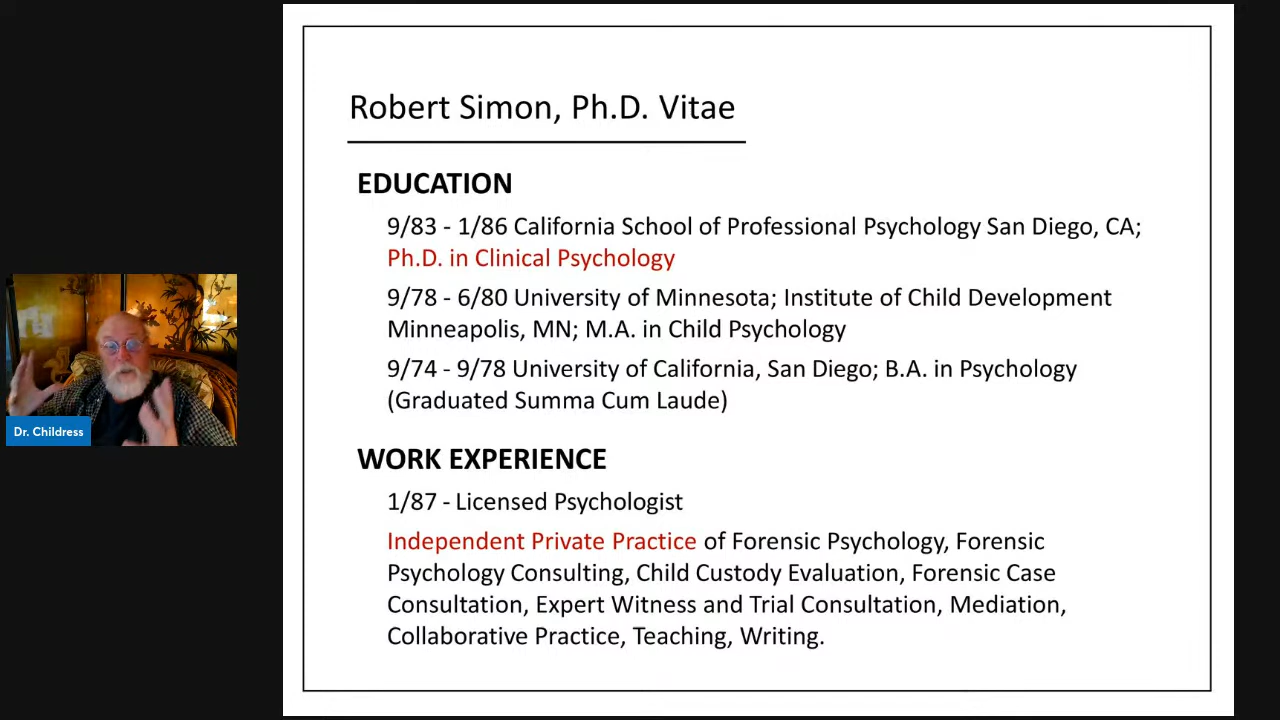 Robert Simon, Ph.D. Vitae
EDUCATION
9/83 - 1/86 California School of Professional Psychology San Diego, CA;
Ph.D. in Clinical Psychology
9/78 - 6/80 University of Minnesota; Institute of Child Development
Minneapolis, MN; M.A. in Child Psychology
9/74 - 9/78 University of California, San Diego; B.A. in Psychology
(Graduated Summa Cum Laude)
WORK EXPERIENCE
1/87 - Licensed Psychologist
Independent Private Practice of Forensic Psychology, Forensic
Psychology Consulting, Child Custody Evaluation, Forensic Case
Consultation, Expert Witness and Trial Consultation, Mediation,
Collaborative Practice, Teaching, Writing.
Dr. Childress